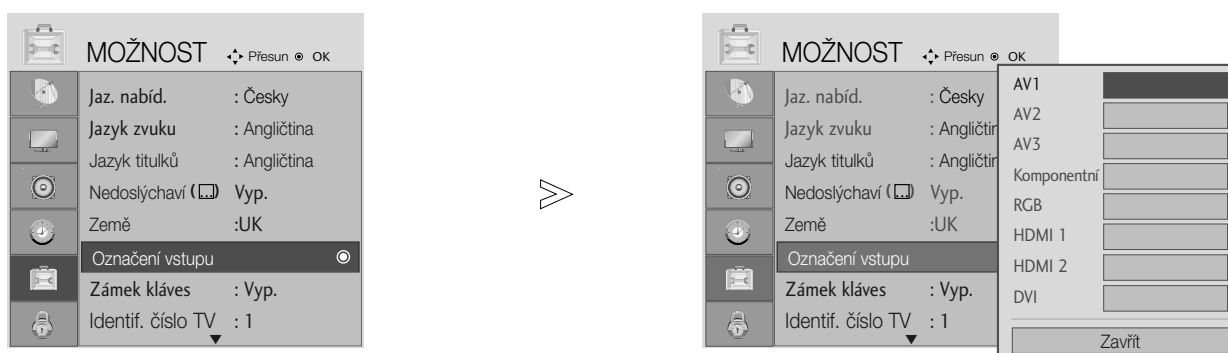 MOŽNOST Přesun OK
Jaz. nabíd. : Česky
Jazyk zvuku : Angličtina
Jazyk titulků : Angličtina
Nedoslýchaví ( ) Vyp.
Země :UK
Označení vstupu
Zámek kláves : Vyp.
Identif. číslo TV : 1
MOŽNOST Přesun OK
Jaz. nabíd. : Česky
Jazyk zvuku : Angličtin
Jazyk titulků : Angličtin
Nedoslýchaví ( ) Vyp.
Země :UK
Označení vstupu
Zámek kláves : Vyp.
Identif. číslo TV : 1
AV1
AV2
AV3
Komponentní
RGB
HDMI 1
HDMI 2
DVI
Zavřít